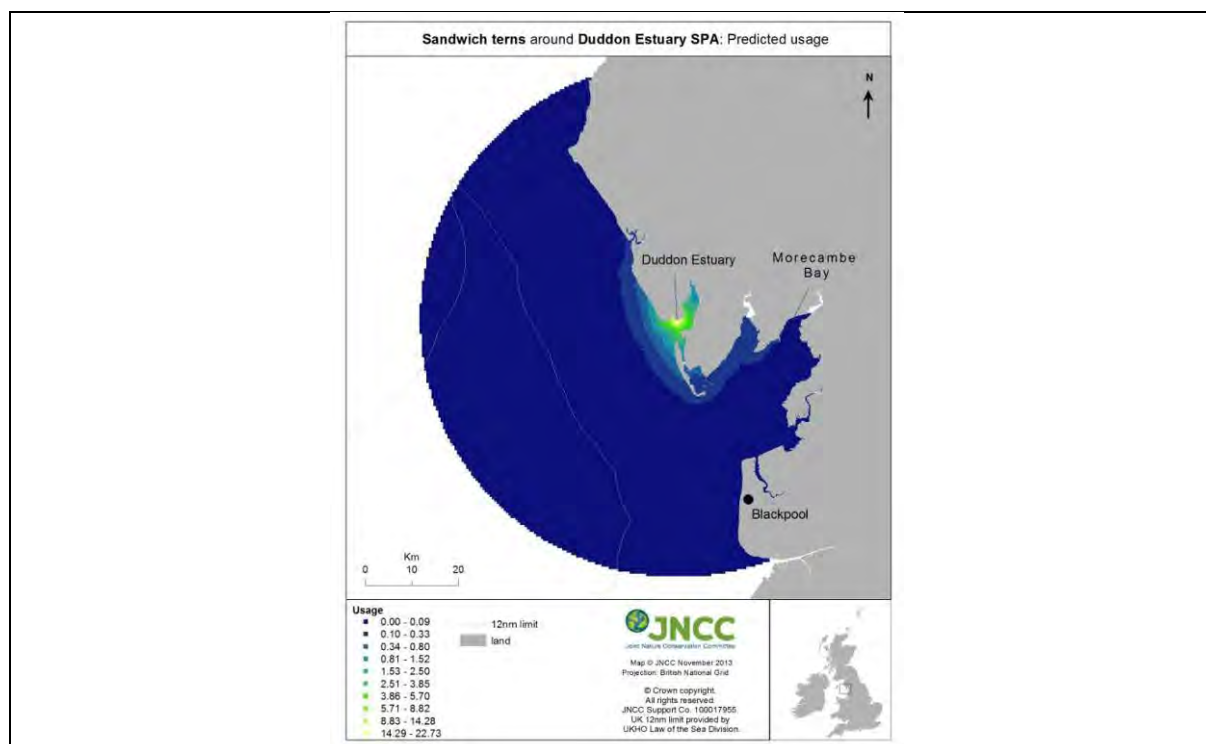 Sandwich terns around Duddon Estuary SPA: Predicted usage
N
Duddon Estuary
Morecambe
Bay
Blackpool
Km
0 10 20
Usage
0.00 - 0.09
0.10 - 0.33
0.34 - 0.80
0.81 - 1.52
1.53 - 2.50
2.51 - 3.85
3.86 - 5.70
5.71 - 8.82
8.83 - 14.28
14.29 - 22.73
12nm limit
land
JNCC
Joint Nature Conservation Committee
Map © JNCC November 2013
Projection: British National Grid
© Crown copyright.
All rights reserved.
JNCC Support Co. 100017955.
UK 12nm limit provided by
UKHO Law of the Sea Division.